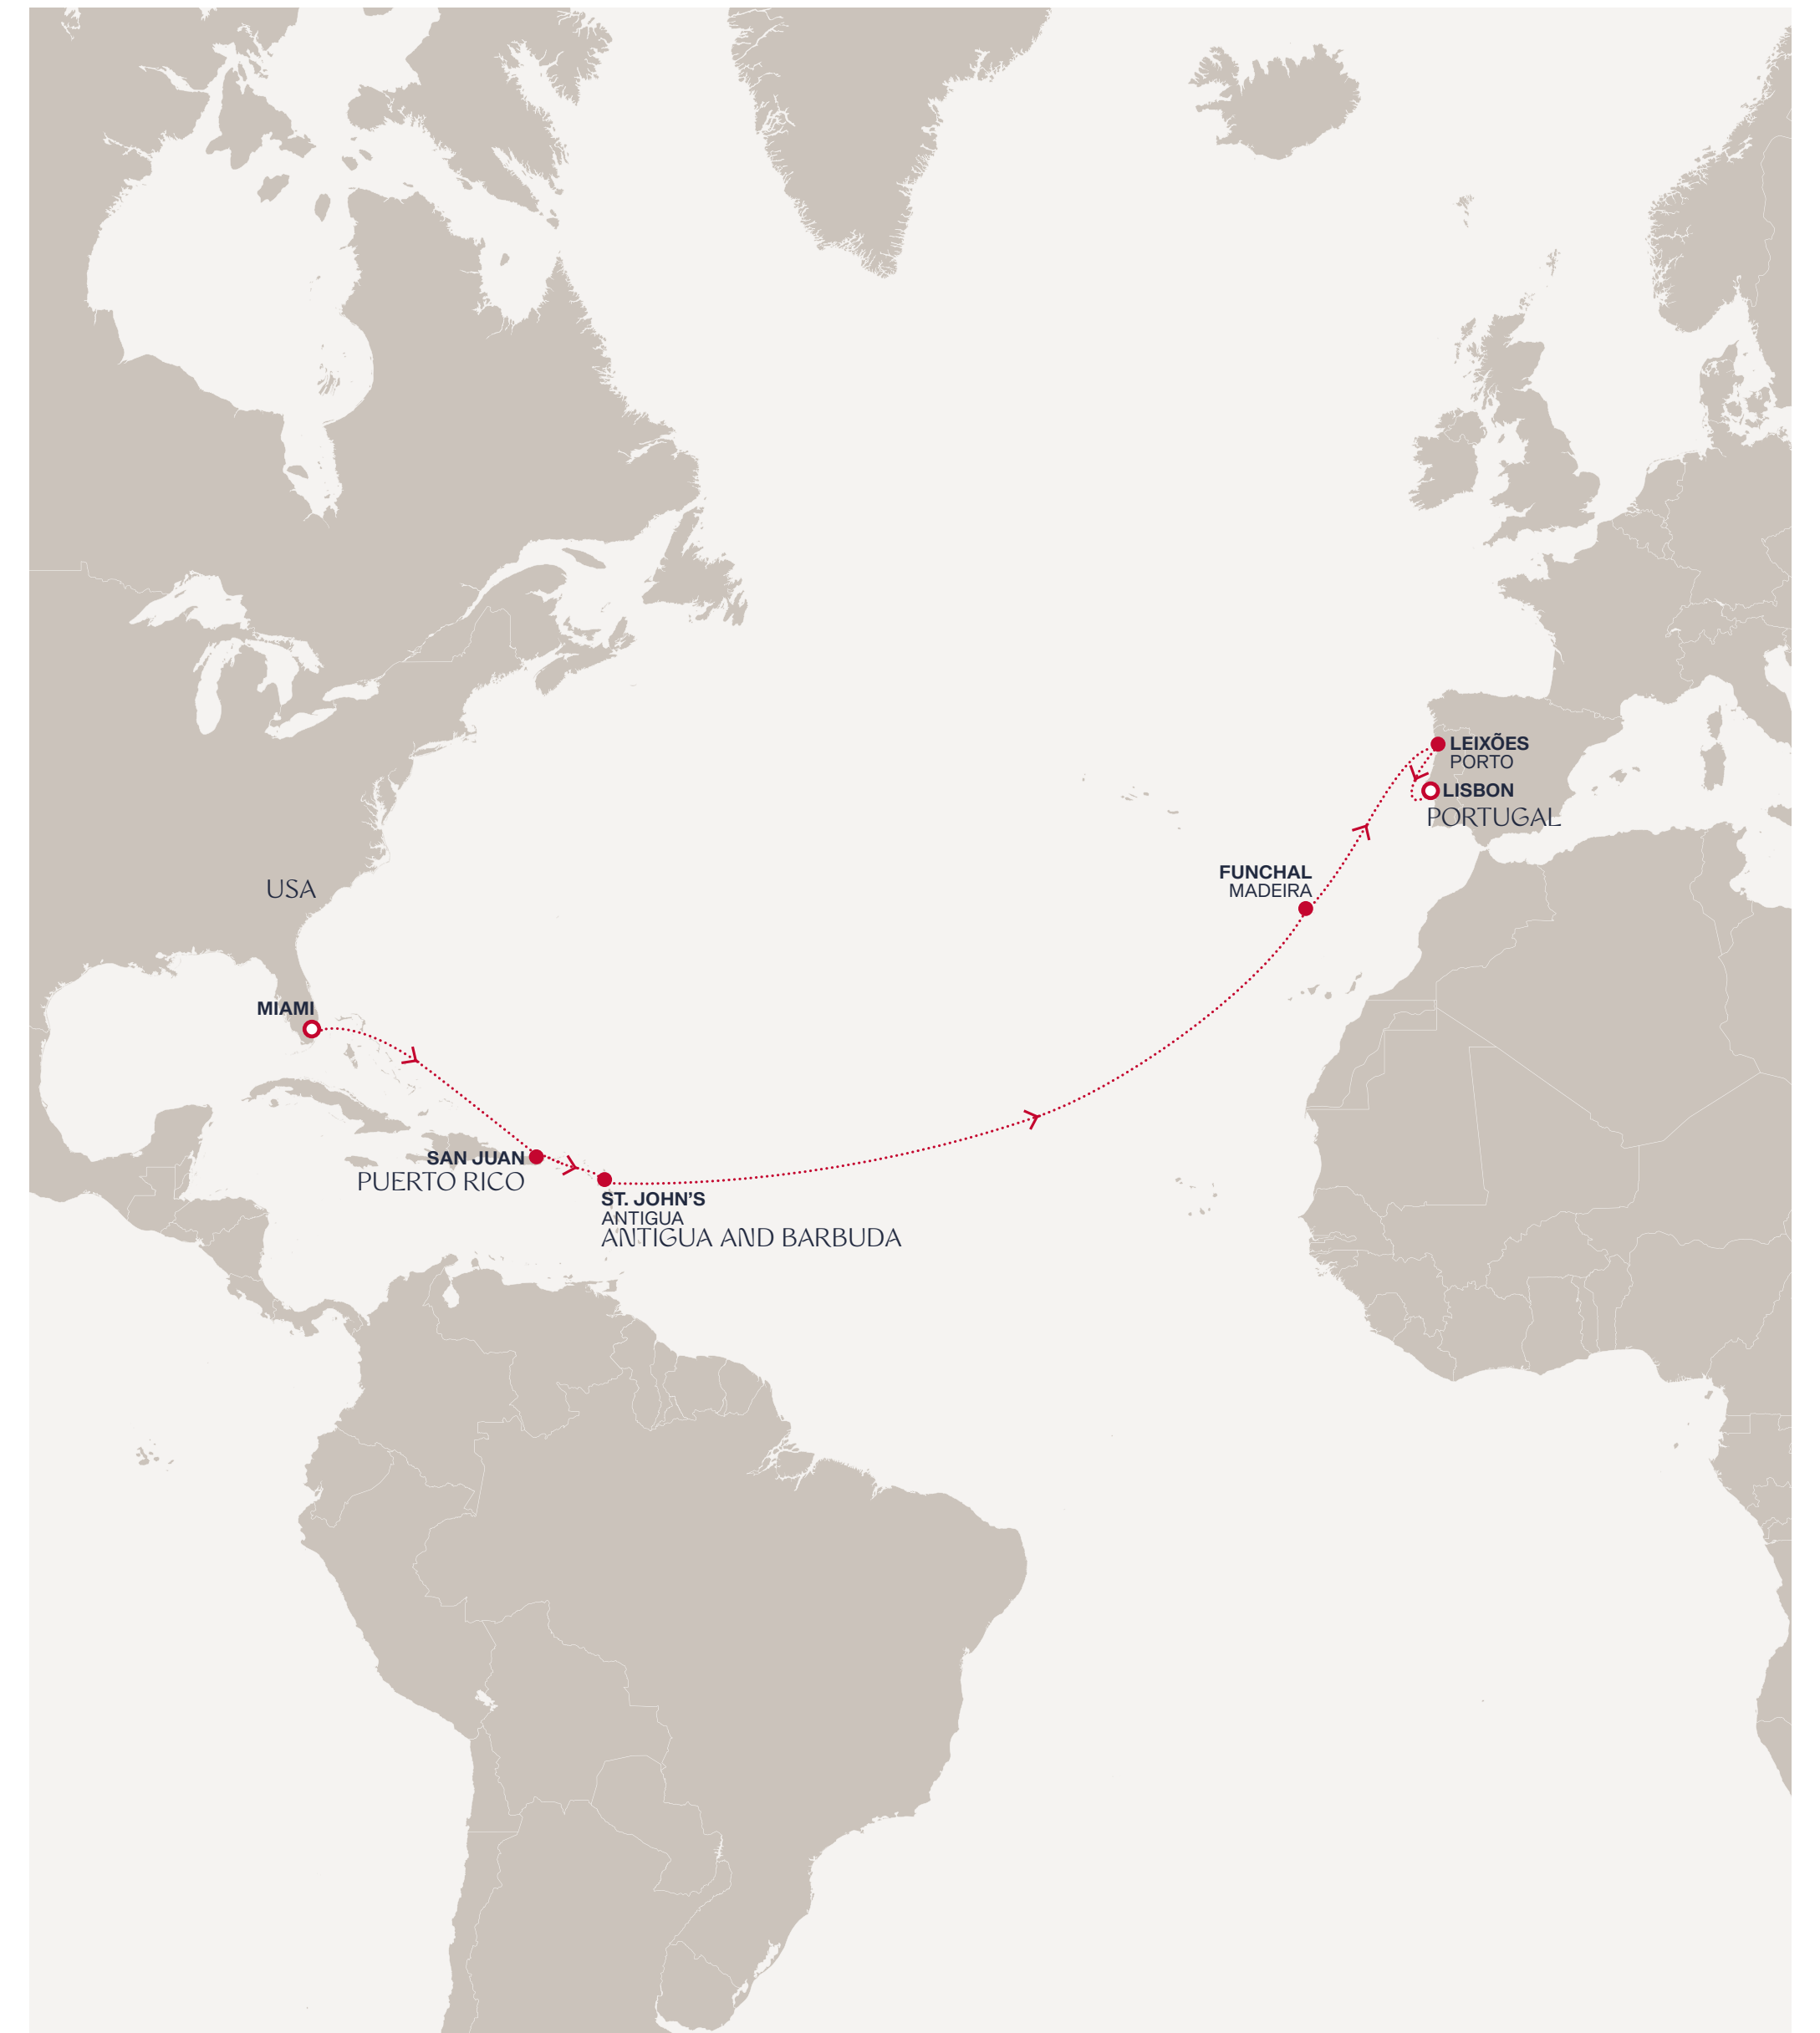 LEIXÕES
PORTO
LISBON
PORTUGAL
FUNCHAL
MADEIRA
USA
MIAMI
SAN JUAN
PUERTO RICO
ST. JOHN'S
ANTIGUA
ANTIGUA AND BARBUDA